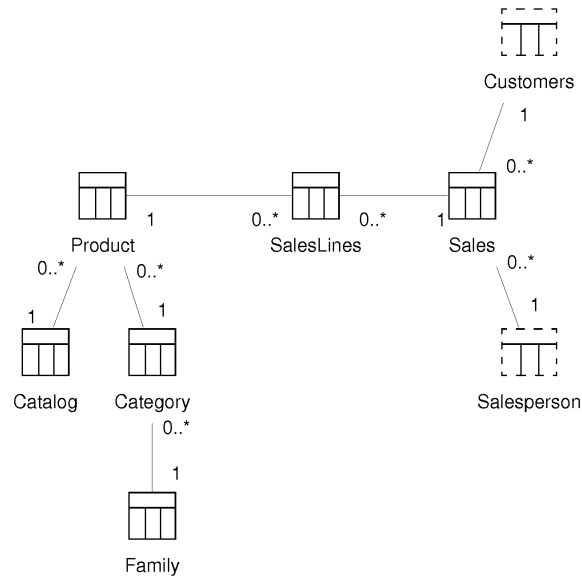 Customers
1
0..*
1
0..*
0..*
1
Product
SalesLines
Sales
0..*
0..*
0..*
1
1
1
Catalog
Category
Salesperson
0..*
1
Family